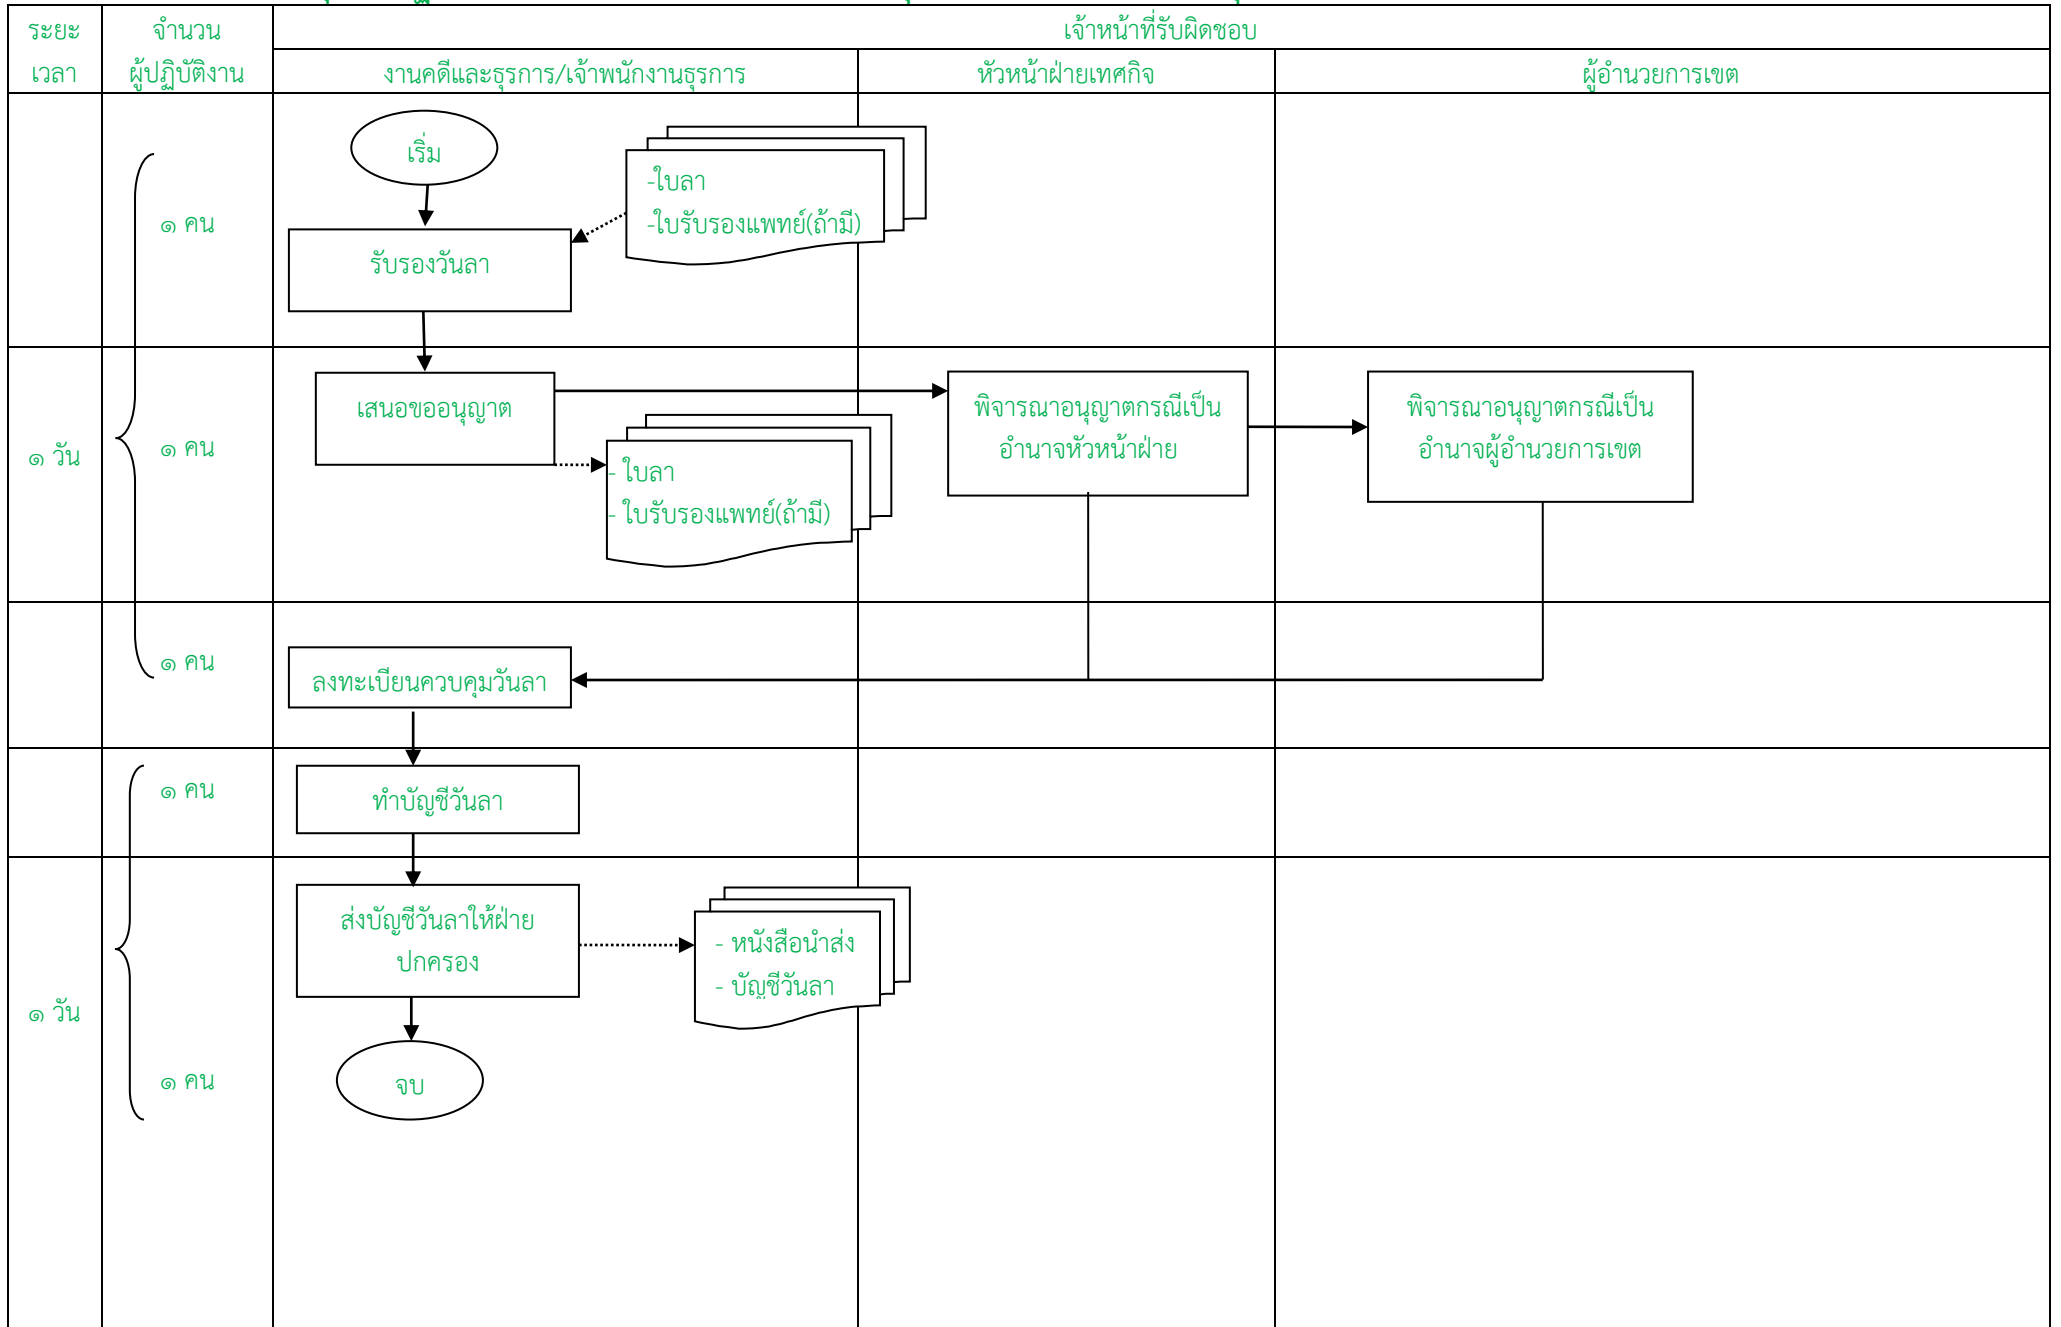 ระยะ
เวลา
จำนวน
ผู้ปฏิบัติงาน
เจ้าหน้าที่รับผิดชอบ
งานคดีและธุรการ/เจ้าพนักงานธุรการ
หัวหน้าฝ่ายเทศกิจ
ผู้อำนวยการเขต
เริ่ม
-ใบลา
-ใบรับรองแพทย์(ถ้ามี)
๑ คน
รับรองวันลา
๑ วัน
๑ คน
เสนอขออนุญาต
- ใบลา
- ใบรับรองแพทย์(ถ้ามี)
พิจารณาอนุญาตกรณีเป็น
อำนาจหัวหน้าฝ่าย
พิจารณาอนุญาตกรณีเป็น
อำนาจผู้อำนวยการเขต
๑ คน
ลงทะเบียนควบคุมวันลา
๑ คน
ทำบัญชีวันลา
ส่งบัญชีวันลาให้ฝ่าย
ปกครอง
- หนังสือนำส่ง
- บัญชีวันลา
๑ วัน
๑ คน
จบ